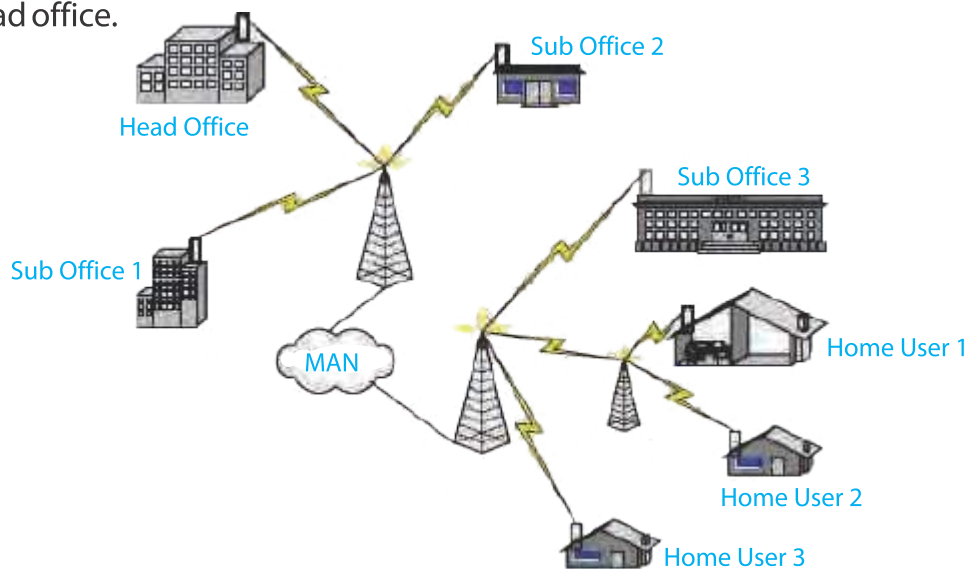 ad office.
Sub Office 2
Head Office
Sub Office 3
Sub Office 1
MAN
Home User 1
Home User 2
Home User 3